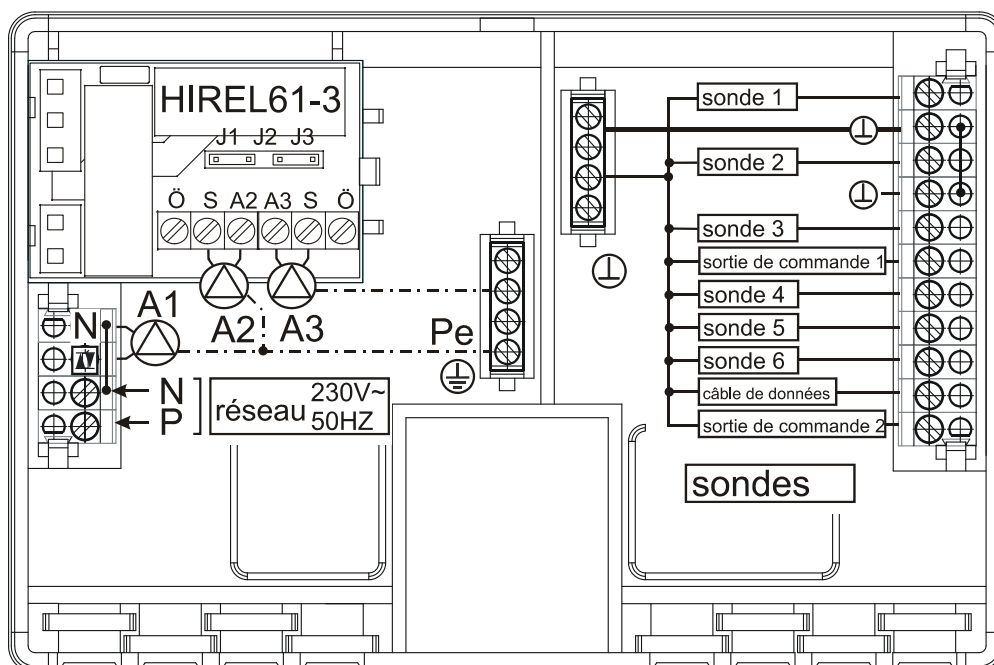 HIREL61-3
J1 J2 J3
Ö S A2 A3 S Ö
A1
A2 A3
N
N
P
réseau 230V~
50HZ
Pe
sonde 1
sonde 2
sonde 3
sortie de commande 1
sonde 4
sonde 5
sonde 6
câble de données
sortie de commande 2
sondes